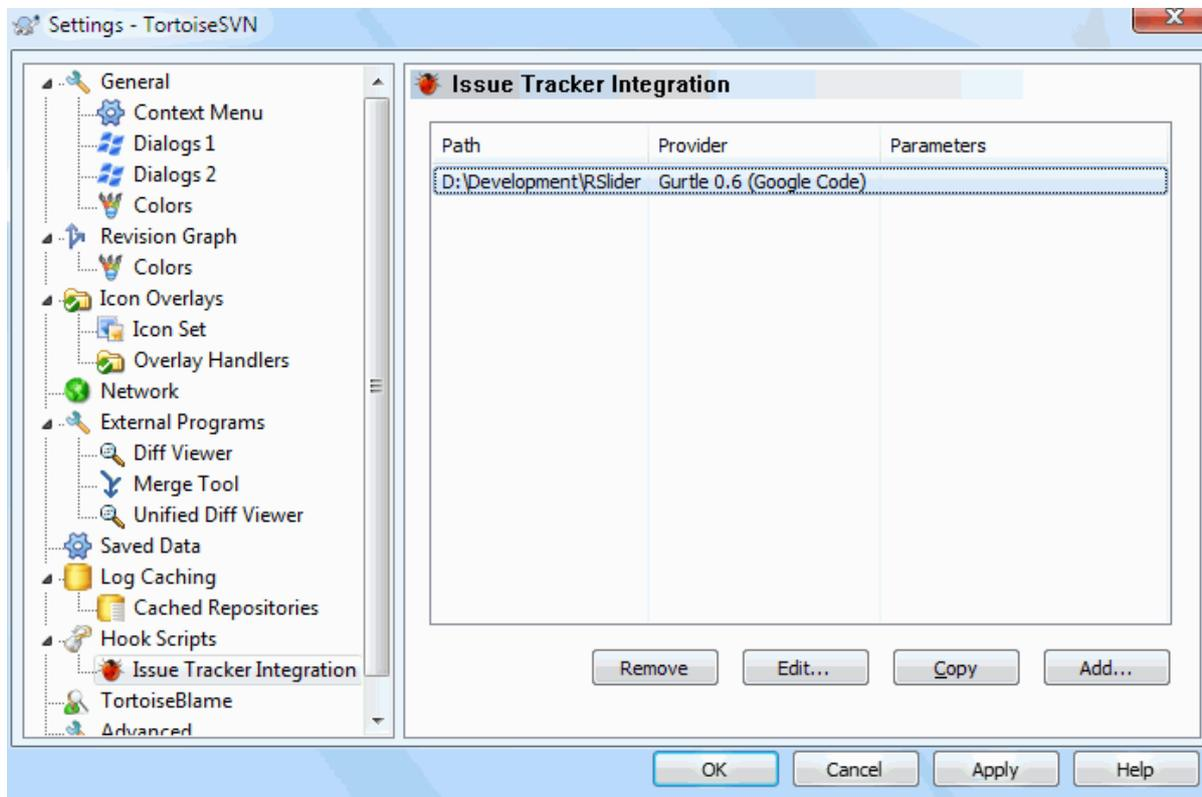 Settings - TortoiseSVN
General
Context Menu
Dialogs 1
Dialogs 2
Colors
Revision Graph
Colors
Icon Overlays
Icon Set
Overlay Handlers
Network
External Programs
Diff Viewer
Merge Tool
Unified Diff Viewer
Saved Data
Log Caching
Cached Repositories
Hook Scripts
Issue Tracker Integration
TortoiseBlame
Advanced
Issue Tracker Integration
Path Provider Parameters
D:\Development\RSlider Gurtle 0.6 (Google Code)
Remove Edit... Copy Add...
OK Cancel Apply Help